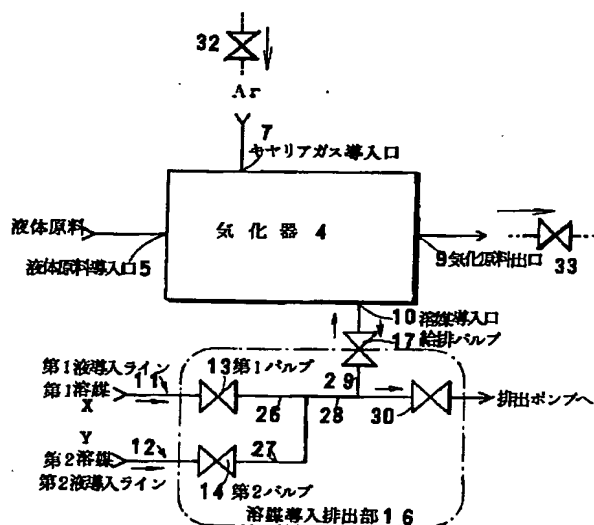 32
Ar
7
キャリアガス導入口
液体原料
液体原料導入口5
気化器4
9気化原料出口
33
10溶媒導入口
17給排バルブ
第1液導入ライン
11
第1溶媒
X
13第1バルブ
26
29
28
30
排出ポンプへ
Y
12
第2溶媒
第2液導入ライン
27
14第2バルブ
溶媒導入排出部16